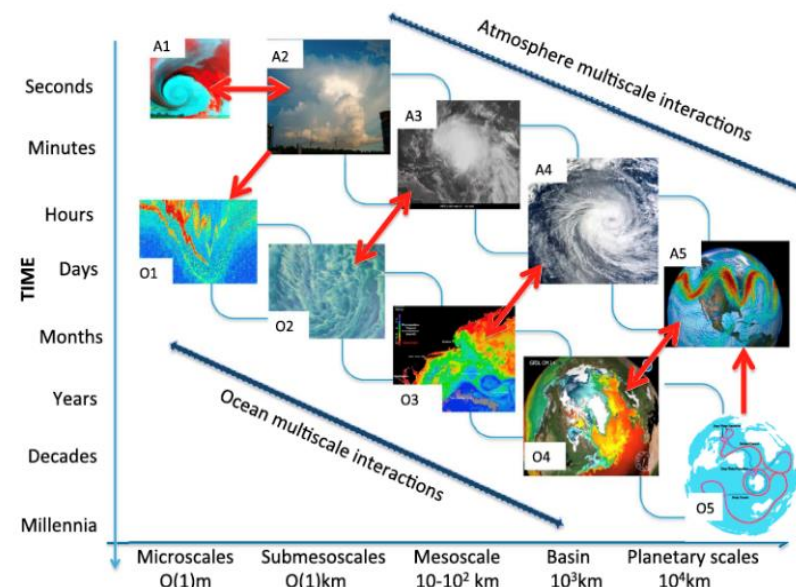 Atmosphere multiscale interactions
A1
A2
Seconds
A3
Minutes
A4
Hours
A5
Days
O1
O2
TIME
Months
O3
Years
Ocean multiscale interactions
O4
Decades
O5
Millennia
Microscales
Submesoscales
Mesoscale
Basin
Planetary scales
O(1)m
O(1)km
10-10² km
10³km
10⁴km